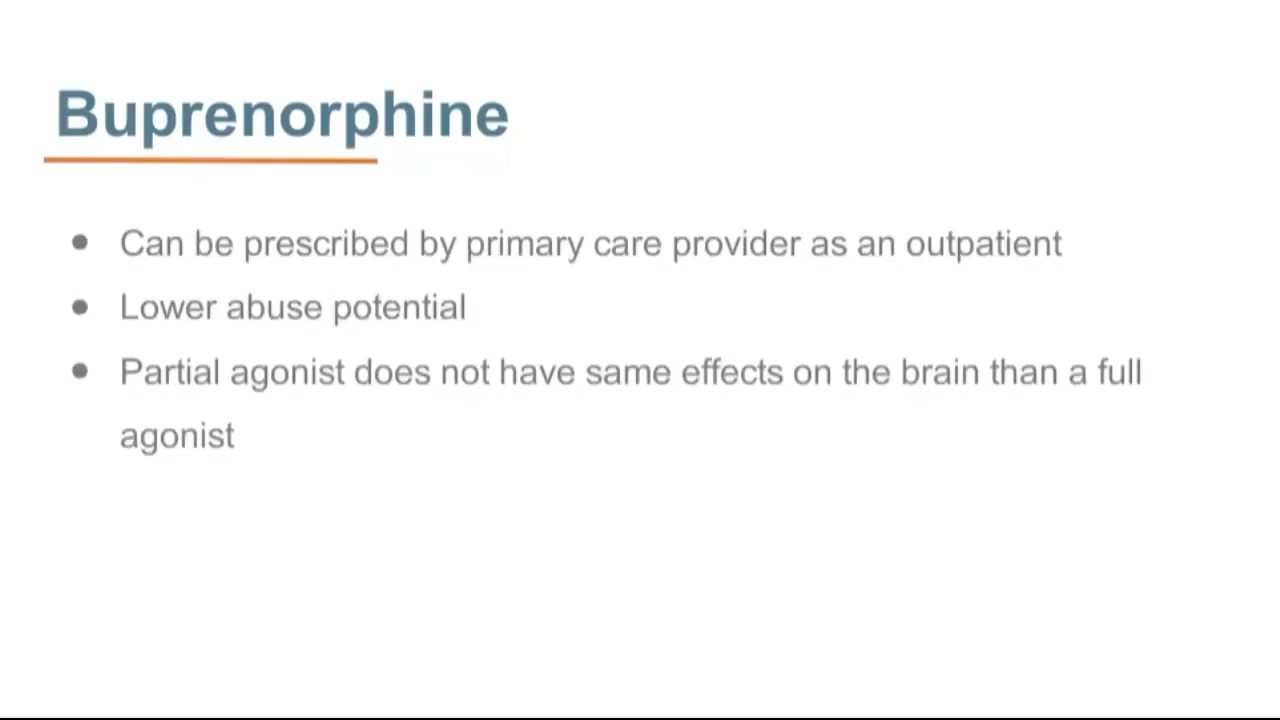 Buprenorphine
● Can be prescribed by primary care provider as an outpatient
● Lower abuse potential
● Partial agonist does not have same effects on the brain than a full
agonist